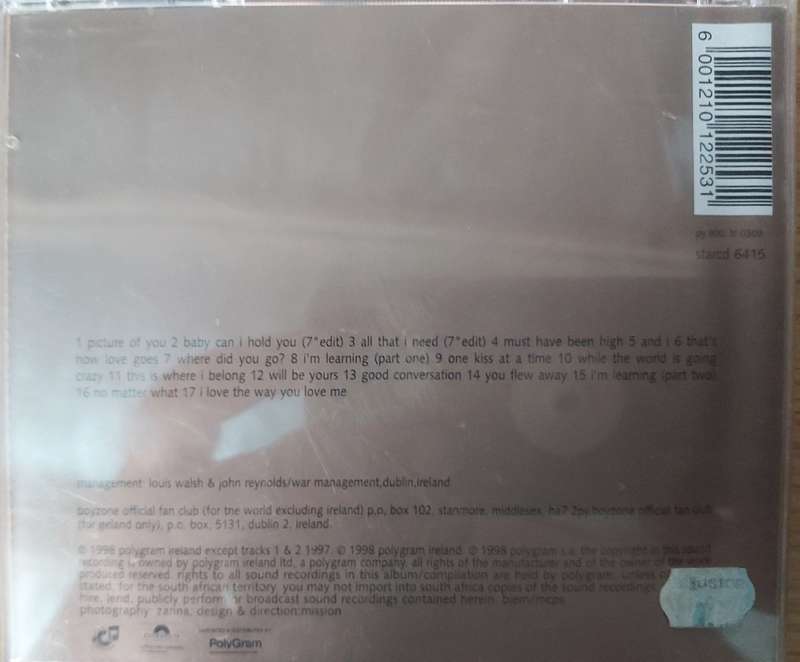 6 001210 122531
starcd 6415
1 picture of you 2 baby can i hold you (7"edit) 3 all that i need (7"edit) 4 must have been high 5 and i 6 that's
how love goes 7 where did you go? 8 i'm learning (part one) 9 one kiss at a time 10 while the world is going
crazy 11 this is where i belong 12 will be yours 13 good conversation 14 you flew away 15 i'm learning (part two)
16 no matter what 17 i love the way you love me
management: louis walsh & john reynolds/war management,dublin,ireland
boyzone official fan club (for the world excluding ireland) p.o. box 102, stanmore, middlesex, ha7 2py boyzone official fan club
(for ireland only), p.o. box, 5131, dublin 2, ireland
℗ 1998 polygram ireland except tracks 1 & 2 1997. © 1998 polygram ireland. © 1998 polygram s.a. the copyright in this sound
recording is owned by polygram ireland ltd, a polygram company. all rights of the manufacturer and of the owner of the work
produced reserved. rights to all sound recordings in this album/compilation are held by polygram, unless
stated. for the south african territory you may not import into south africa copies of the sound recordings,
hire, lend, publicly perform or broadcast sound recordings contained herein. biem/mcps
photography: zanna; design & direction:mission
PolyGram